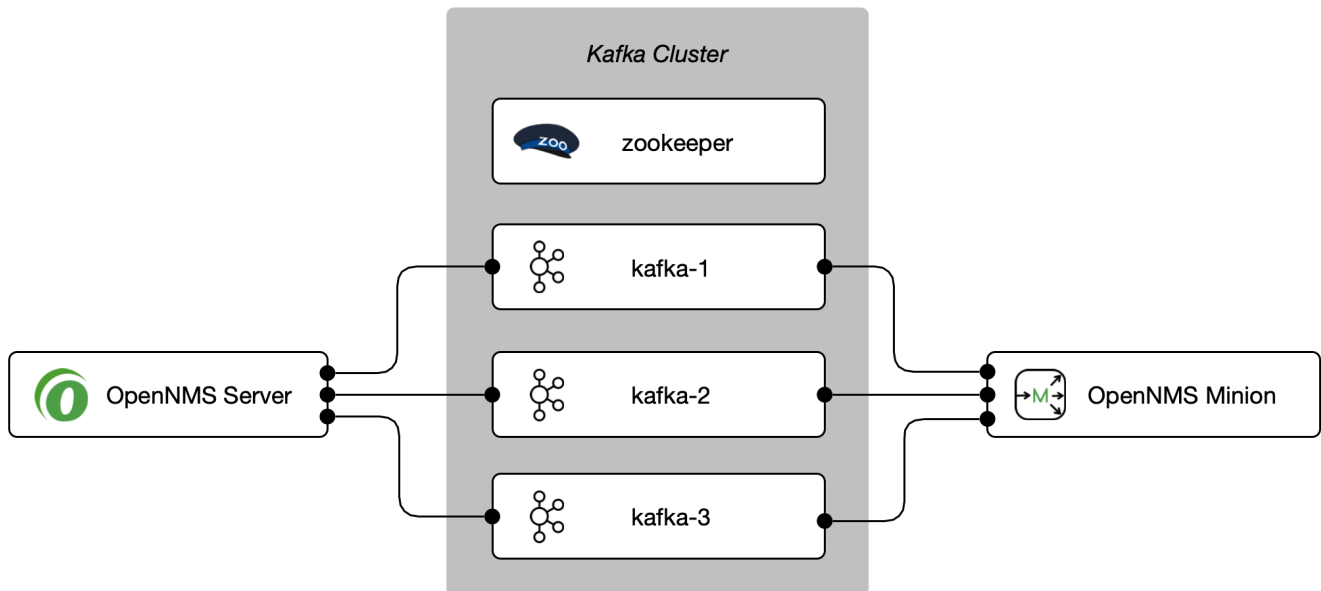 Kafka Cluster
ZOO
zookeeper
kafka-1
kafka-2
kafka-3
OpenNMS Server
M
OpenNMS Minion